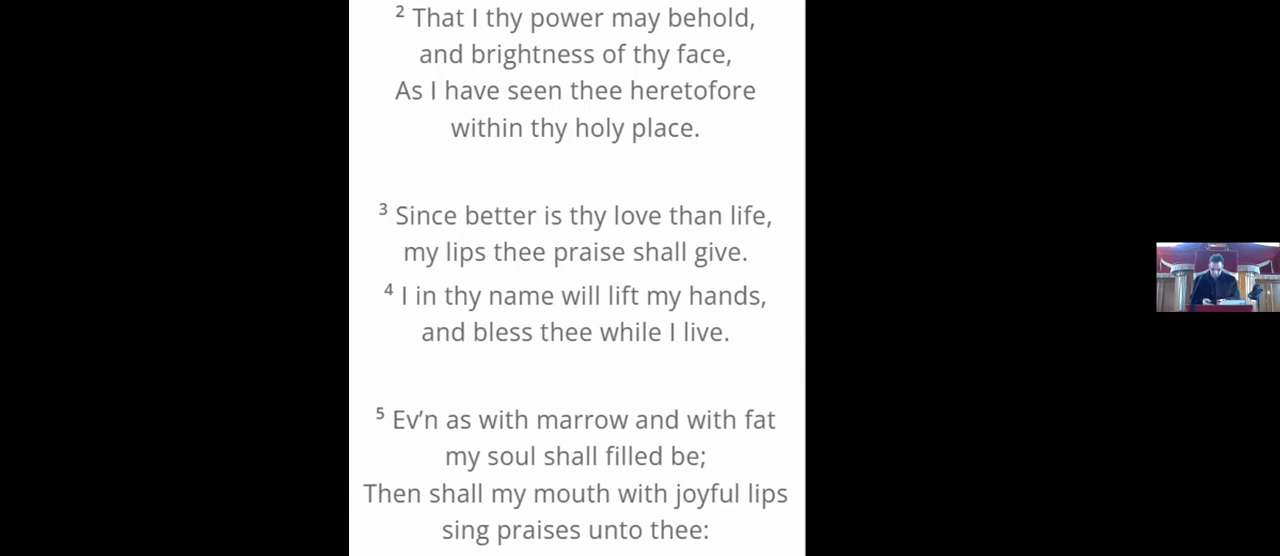 2 That I thy power may behold,
and brightness of thy face,
As I have seen thee heretofore
within thy holy place.
3 Since better is thy love than life,
my lips thee praise shall give.
4 I in thy name will lift my hands,
and bless thee while I live.
5 Ev’n as with marrow and with fat
my soul shall filled be;
Then shall my mouth with joyful lips
sing praises unto thee: